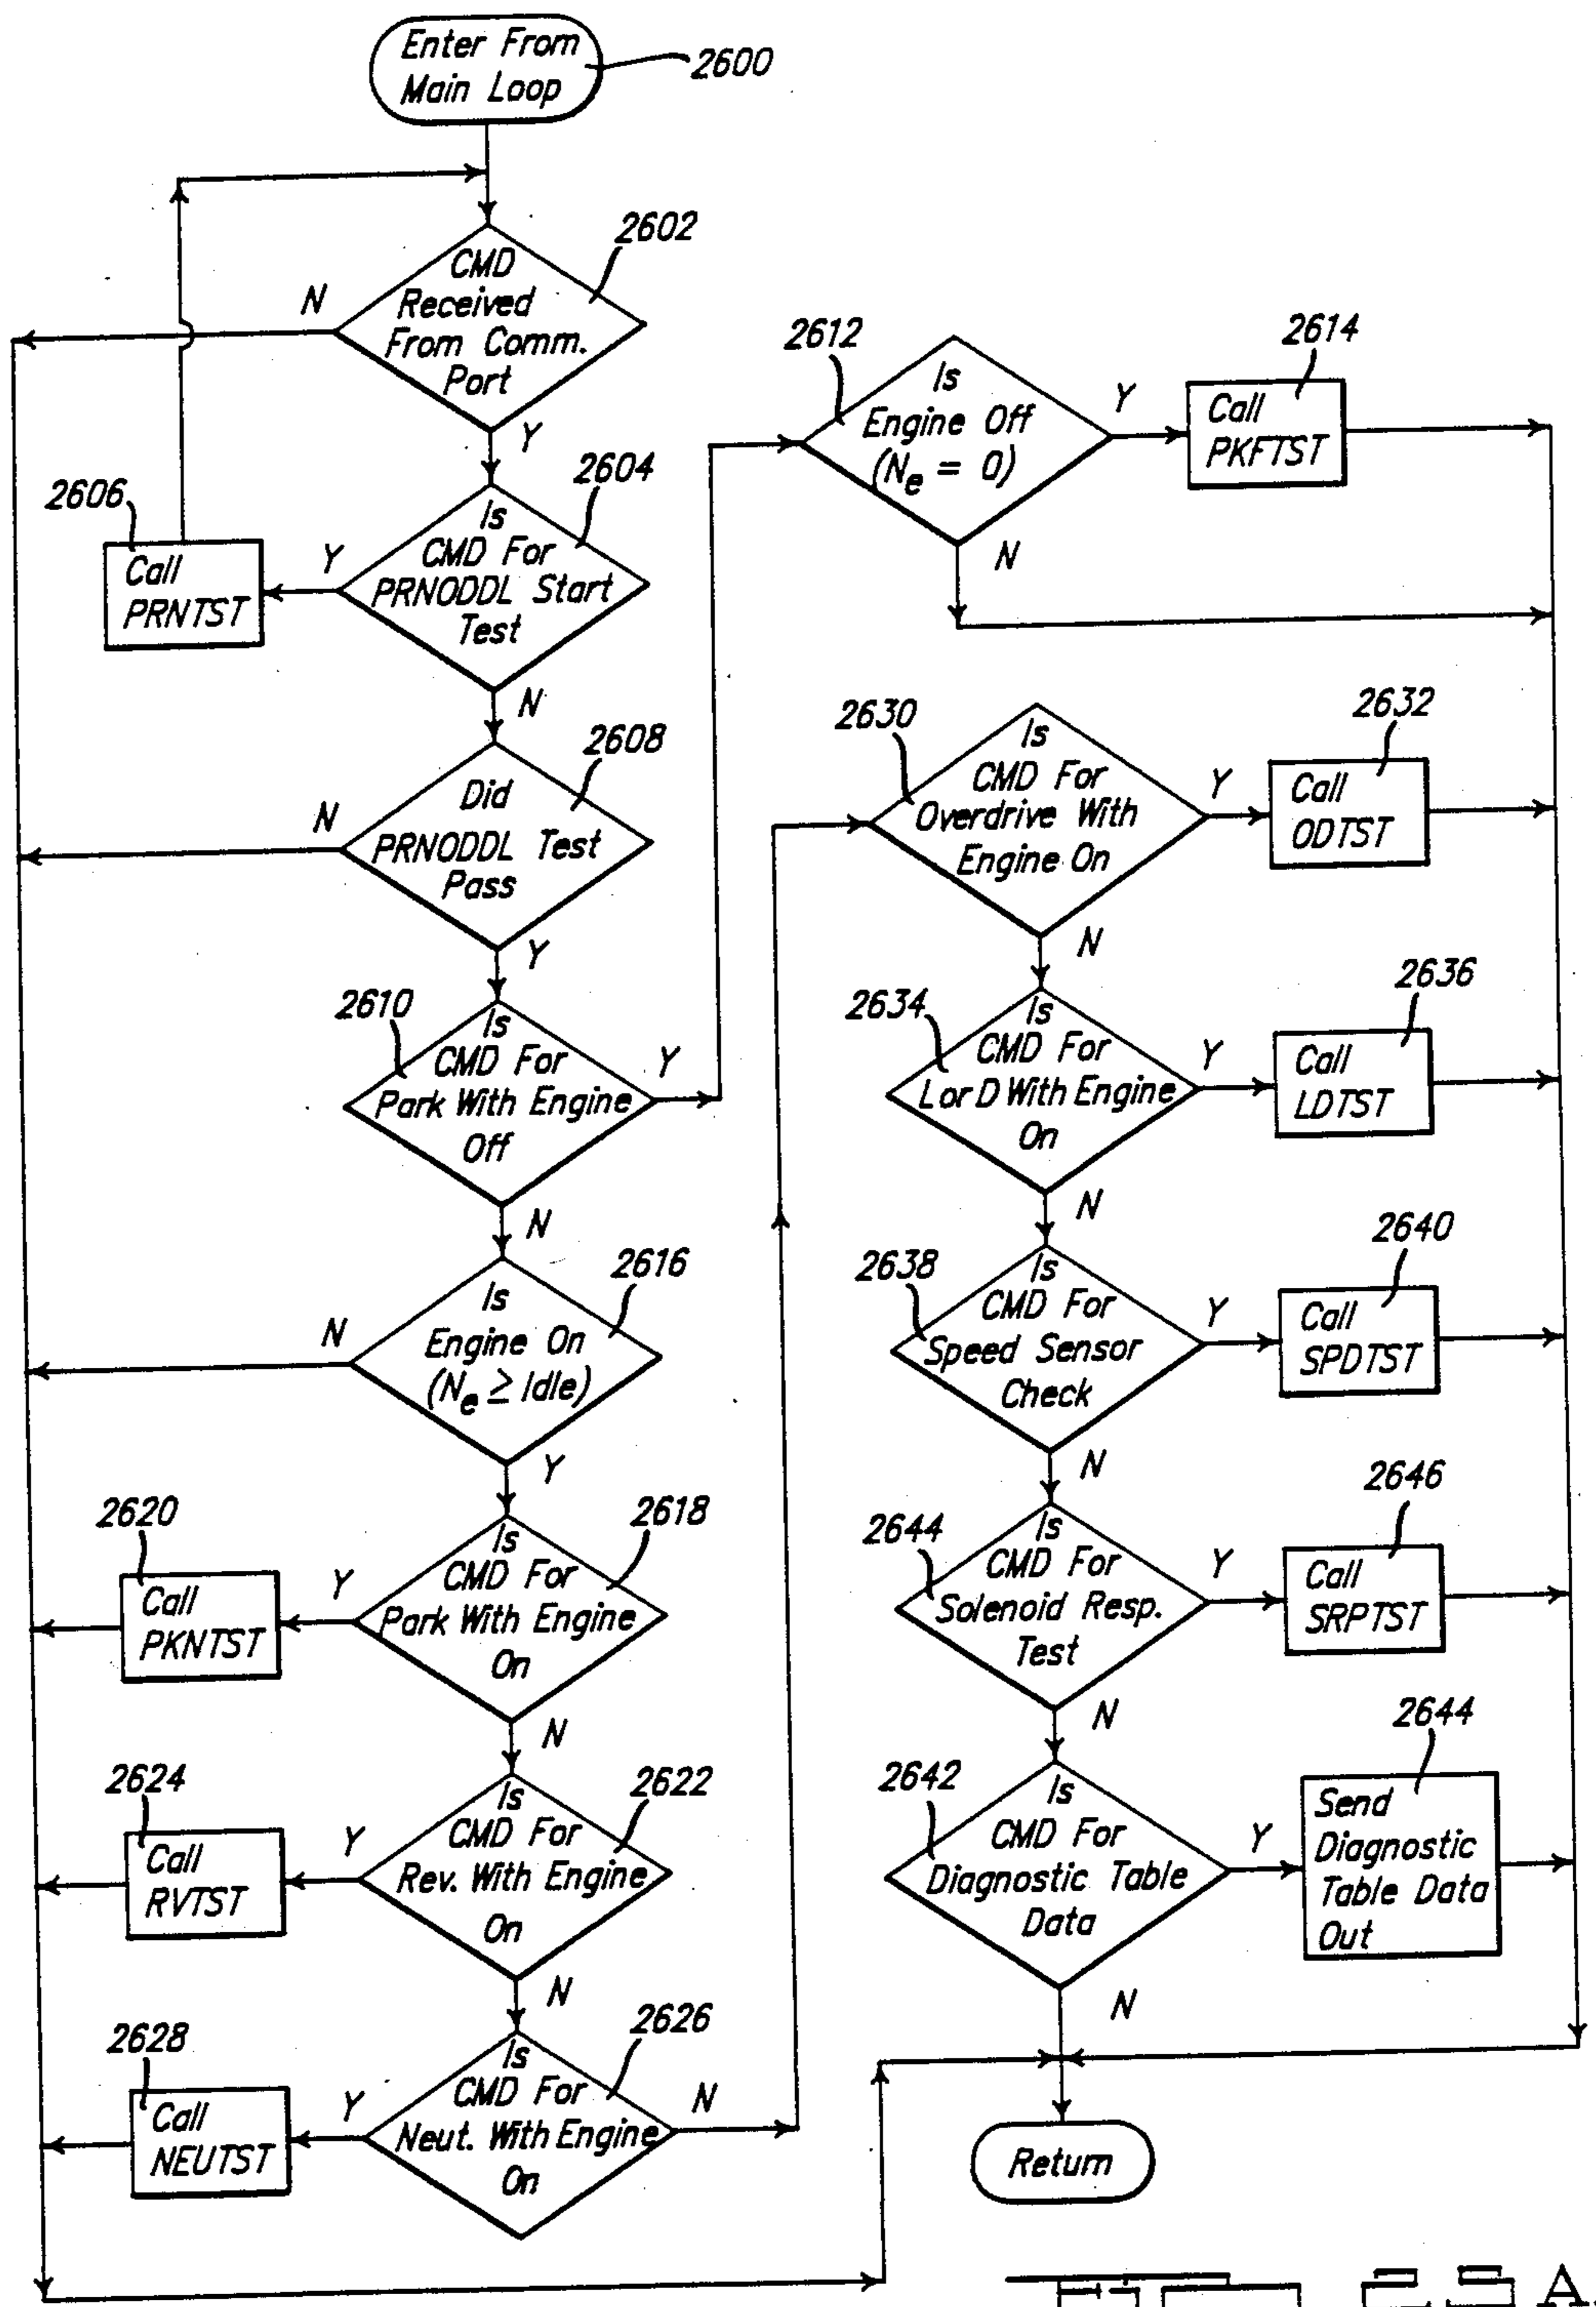 Enter From
Main Loop
2600
2602
CMD
Received
From Comm.
Port
N
Y
2604
Is
CMD For
PRNODDL Start
Test
Y
2606
Call
PRNTST
N
2608
Did
PRNODDL Test
Pass
N
Y
2610
Is
CMD For
Park With Engine
Off
Y
N
2616
Is
Engine On
(Ne ≥ Idle)
N
Y
2618
Is
CMD For
Park With Engine
On
Y
2620
Call
PKNTST
N
2622
Is
CMD For
Rev. With Engine
On
Y
2624
Call
RVTST
N
2626
Is
CMD For
Neut. With Engine
On
Y
2628
Call
NEUTST
N
2612
Is
Engine Off
(Ne = 0)
Y
2614
Call
PKFTST
N
2630
Is
CMD For
Overdrive With
Engine On
Y
2632
Call
ODTST
N
2634
Is
CMD For
L or D With Engine
On
Y
2636
Call
LDTST
N
2638
Is
CMD For
Speed Sensor
Check
Y
2640
Call
SPDTST
N
2644
Is
CMD For
Solenoid Resp.
Test
Y
2646
Call
SRPTST
N
2642
Is
CMD For
Diagnostic Table
Data
Y
2644
Send
Diagnostic
Table Data
Out
N
Return